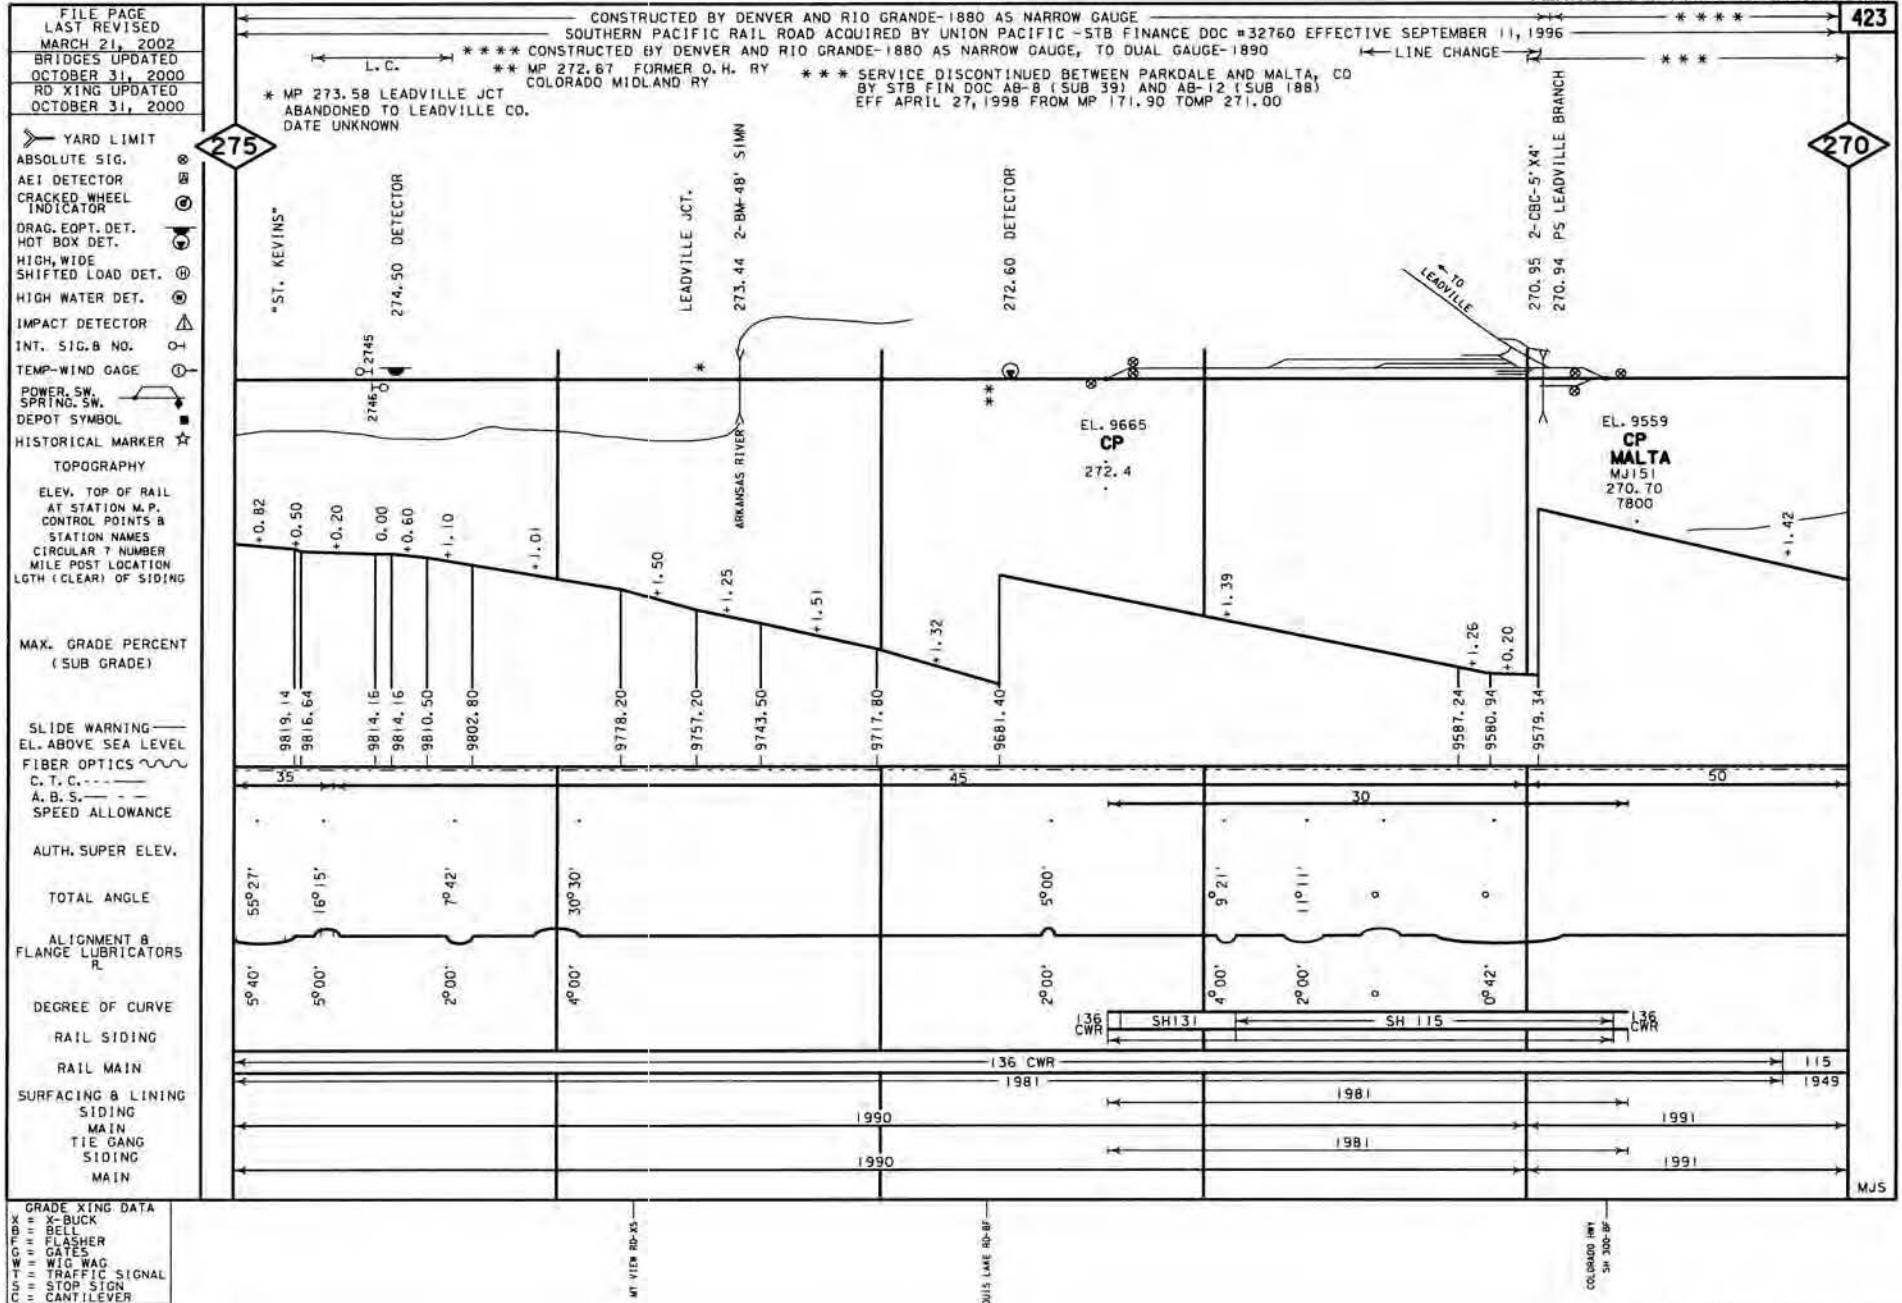 FILE PAGE
LAST REVISED
MARCH 21, 2002
BRIDGES UPDATED
OCTOBER 31, 2000
RD XING UPDATED
OCTOBER 31, 2000
CONSTRUCTED BY DENVER AND RIO GRANDE-1880 AS NARROW GAUGE
* * * *
423
SOUTHERN PACIFIC RAIL ROAD ACQUIRED BY UNION PACIFIC -STB FINANCE DOC #32760 EFFECTIVE SEPTEMBER 11, 1996
L. C.
* * * * CONSTRUCTED BY DENVER AND RIO GRANDE-1880 AS NARROW GAUGE, TO DUAL GAUGE-1890
LINE CHANGE
* * *
** MP 272.67 FORMER O.H. RY
COLORADO MIDLAND RY
* * * SERVICE DISCONTINUED BETWEEN PARKDALE AND MALTA, CO
BY STB FIN DOC AB-8 (SUB 39) AND AB-12 (SUB 188)
EFF APRIL 27, 1998 FROM MP 171.90 TOMP 271.00
* MP 273.58 LEADVILLE JCT
ABANDONED TO LEADVILLE CO.
DATE UNKNOWN
275
270
YARD LIMIT
ABSOLUTE SIG.
AEI DETECTOR
CRACKED WHEEL
INDICATOR
DRAG. EQPT. DET.
HOT BOX DET.
HIGH, WIDE
SHIFTED LOAD DET.
HIGH WATER DET.
IMPACT DETECTOR
INT. SIG.& NO.
TEMP-WIND GAGE
POWER. SW.
SPRING. SW.
DEPOT SYMBOL
HISTORICAL MARKER
TOPOGRAPHY
ELEV. TOP OF RAIL
AT STATION M.P.
CONTROL POINTS &
STATION NAMES
CIRCULAR 7 NUMBER
MILE POST LOCATION
LGTH (CLEAR) OF SIDING
MAX. GRADE PERCENT
(SUB GRADE)
SLIDE WARNING
EL. ABOVE SEA LEVEL
FIBER OPTICS
C. T. C.
A. B. S.
SPEED ALLOWANCE
AUTH. SUPER ELEV.
TOTAL ANGLE
ALIGNMENT &
FLANGE LUBRICATORS
DEGREE OF CURVE
RAIL SIDING
RAIL MAIN
SURFACING & LINING
SIDING
MAIN
TIE GANG
SIDING
MAIN
"ST. KEVINS"
2745
2746
274.50 DETECTOR
LEADVILLE JCT.
*
273.44 2-BM-48' SIMN
ARKANSAS RIVER
272.60 DETECTOR
**
TO
LEADVILLE
270.95 2-CBC-5'X4'
270.94 PS LEADVILLE BRANCH
EL. 9665
CP
272.4
EL. 9559
CP
MALTA
MJ151
270.70
7800
+0.82
+0.50
+0.20
0.00
+0.60
+1.10
+1.01
+1.50
+1.25
+1.51
+1.32
+1.39
+1.26
+0.20
+1.42
9819.14
9816.64
9814.16
9814.16
9810.50
9802.80
9778.20
9757.20
9743.50
9717.80
9681.40
9587.24
9580.94
9579.34
35
45
50
30
55°27'
16°15'
7°42'
30°30'
5°00'
9°21'
11°11'
5°40'
5°00'
2°00'
4°00'
2°00'
4°00'
2°00'
0°42'
136
CWR
SH131
SH 115
136
CWR
136 CWR
115
1981
1949
1981
1990
1991
1981
1990
1991
MJS
GRADE XING DATA
X = X-BUCK
B = BELL
F = FLASHER
G = GATES
W = WIG WAG
T = TRAFFIC SIGNAL
S = STOP SIGN
C = CANTILEVER
MT VIEW RD-XS
LAKE RD-BF
COLORADO HWY
SH 300-BF